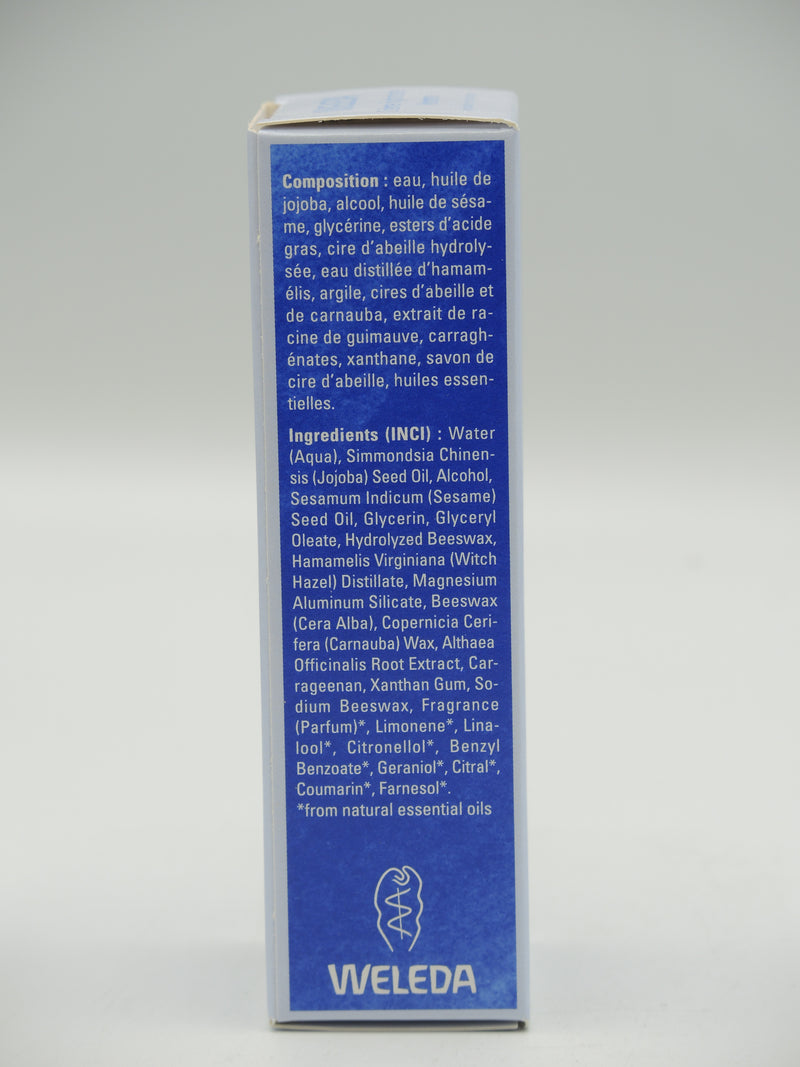 Composition : eau, huile de
jojoba, alcool, huile de sésa-
me, glycérine, esters d'acide
gras, cire d'abeille hydroly-
sée, eau distillée d'hamam-
élis, argile, cires d'abeille et
de carnauba, extrait de ra-
cine de guimauve, carragh-
énates, xanthane, savon de
cire d'abeille, huiles essen-
tielles.
Ingredients (INCI) : Water
(Aqua), Simmondsia Chinen-
sis (Jojoba) Seed Oil, Alcohol,
Sesamum Indicum (Sesame)
Seed Oil, Glycerin, Glyceryl
Oleate, Hydrolyzed Beeswax,
Hamamelis Virginiana (Witch
Hazel) Distillate, Magnesium
Aluminum Silicate, Beeswax
(Cera Alba), Copernicia Ceri-
fera (Carnauba) Wax, Althaea
Officinalis Root Extract, Car-
rageenan, Xanthan Gum, So-
dium Beeswax, Fragrance
(Parfum)*, Limonene*, Lina-
lool*, Citronellol*, Benzyl
Benzoate*, Geraniol*, Citral*,
Coumarin*, Farnesol*.
*from natural essential oils
WELEDA